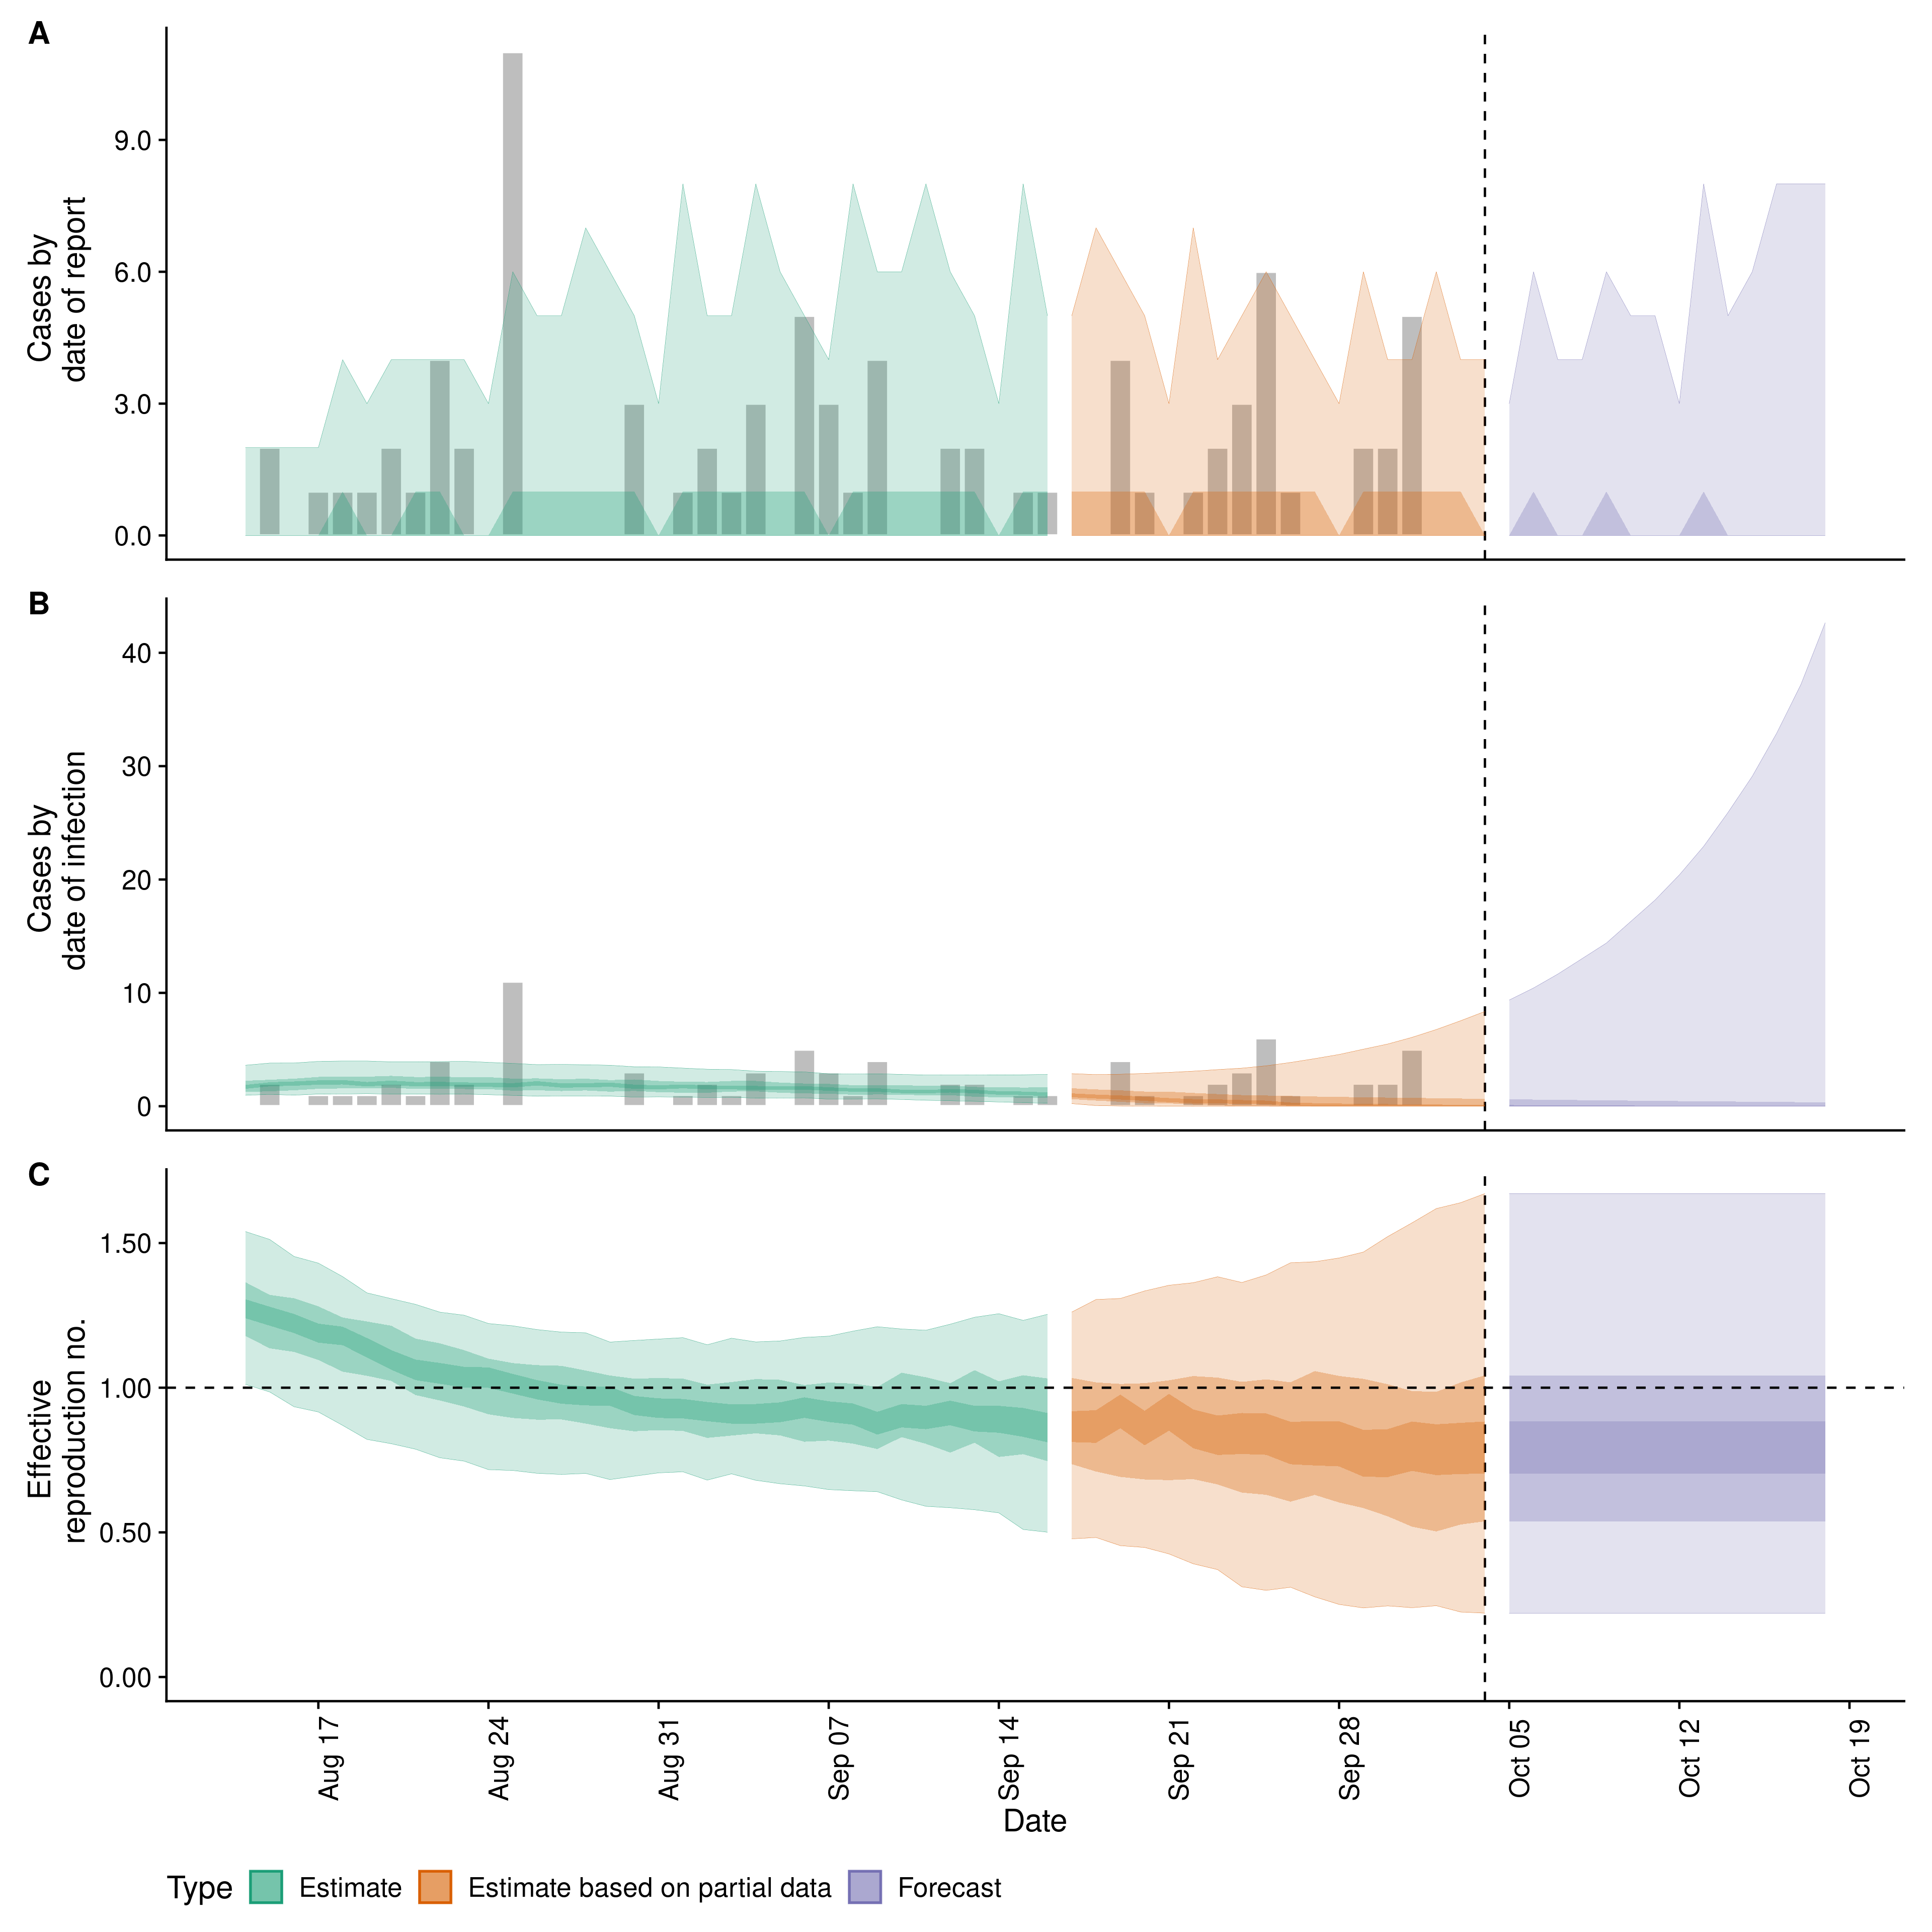 A
Cases by
date of report
9.0
6.0
3.0
0.0
B
Cases by
date of infection
40
30
20
10
0
C
Effective
reproduction no.
1.50
1.00
0.50
0.00
Aug 17
Aug 24
Aug 31
Sep 07
Sep 14
Sep 21
Sep 28
Oct 05
Oct 12
Oct 19
Date
Type Estimate Estimate based on partial data Forecast